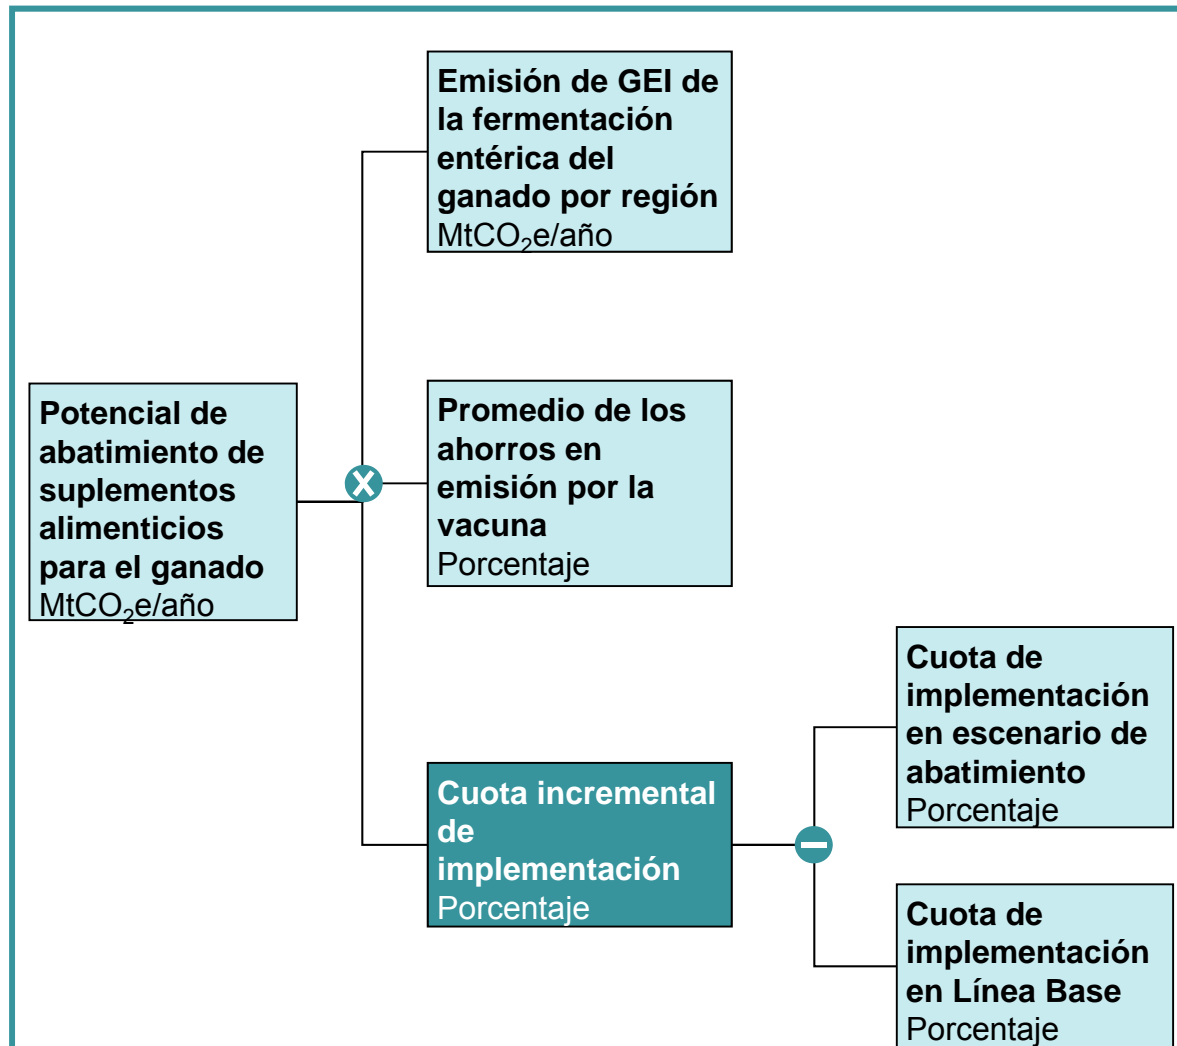 Emisión de GEI de
la fermentación
entérica del
ganado por región
MtCO₂e/año
Potencial de
abatimiento de
suplementos
alimenticios
para el ganado
MtCO₂e/año
x
Promedio de los
ahorros en
emisión por la
vacuna
Porcentaje
Cuota incremental
de
implementación
Porcentaje
–
Cuota de
implementación
en escenario de
abatimiento
Porcentaje
Cuota de
implementación
en Línea Base
Porcentaje